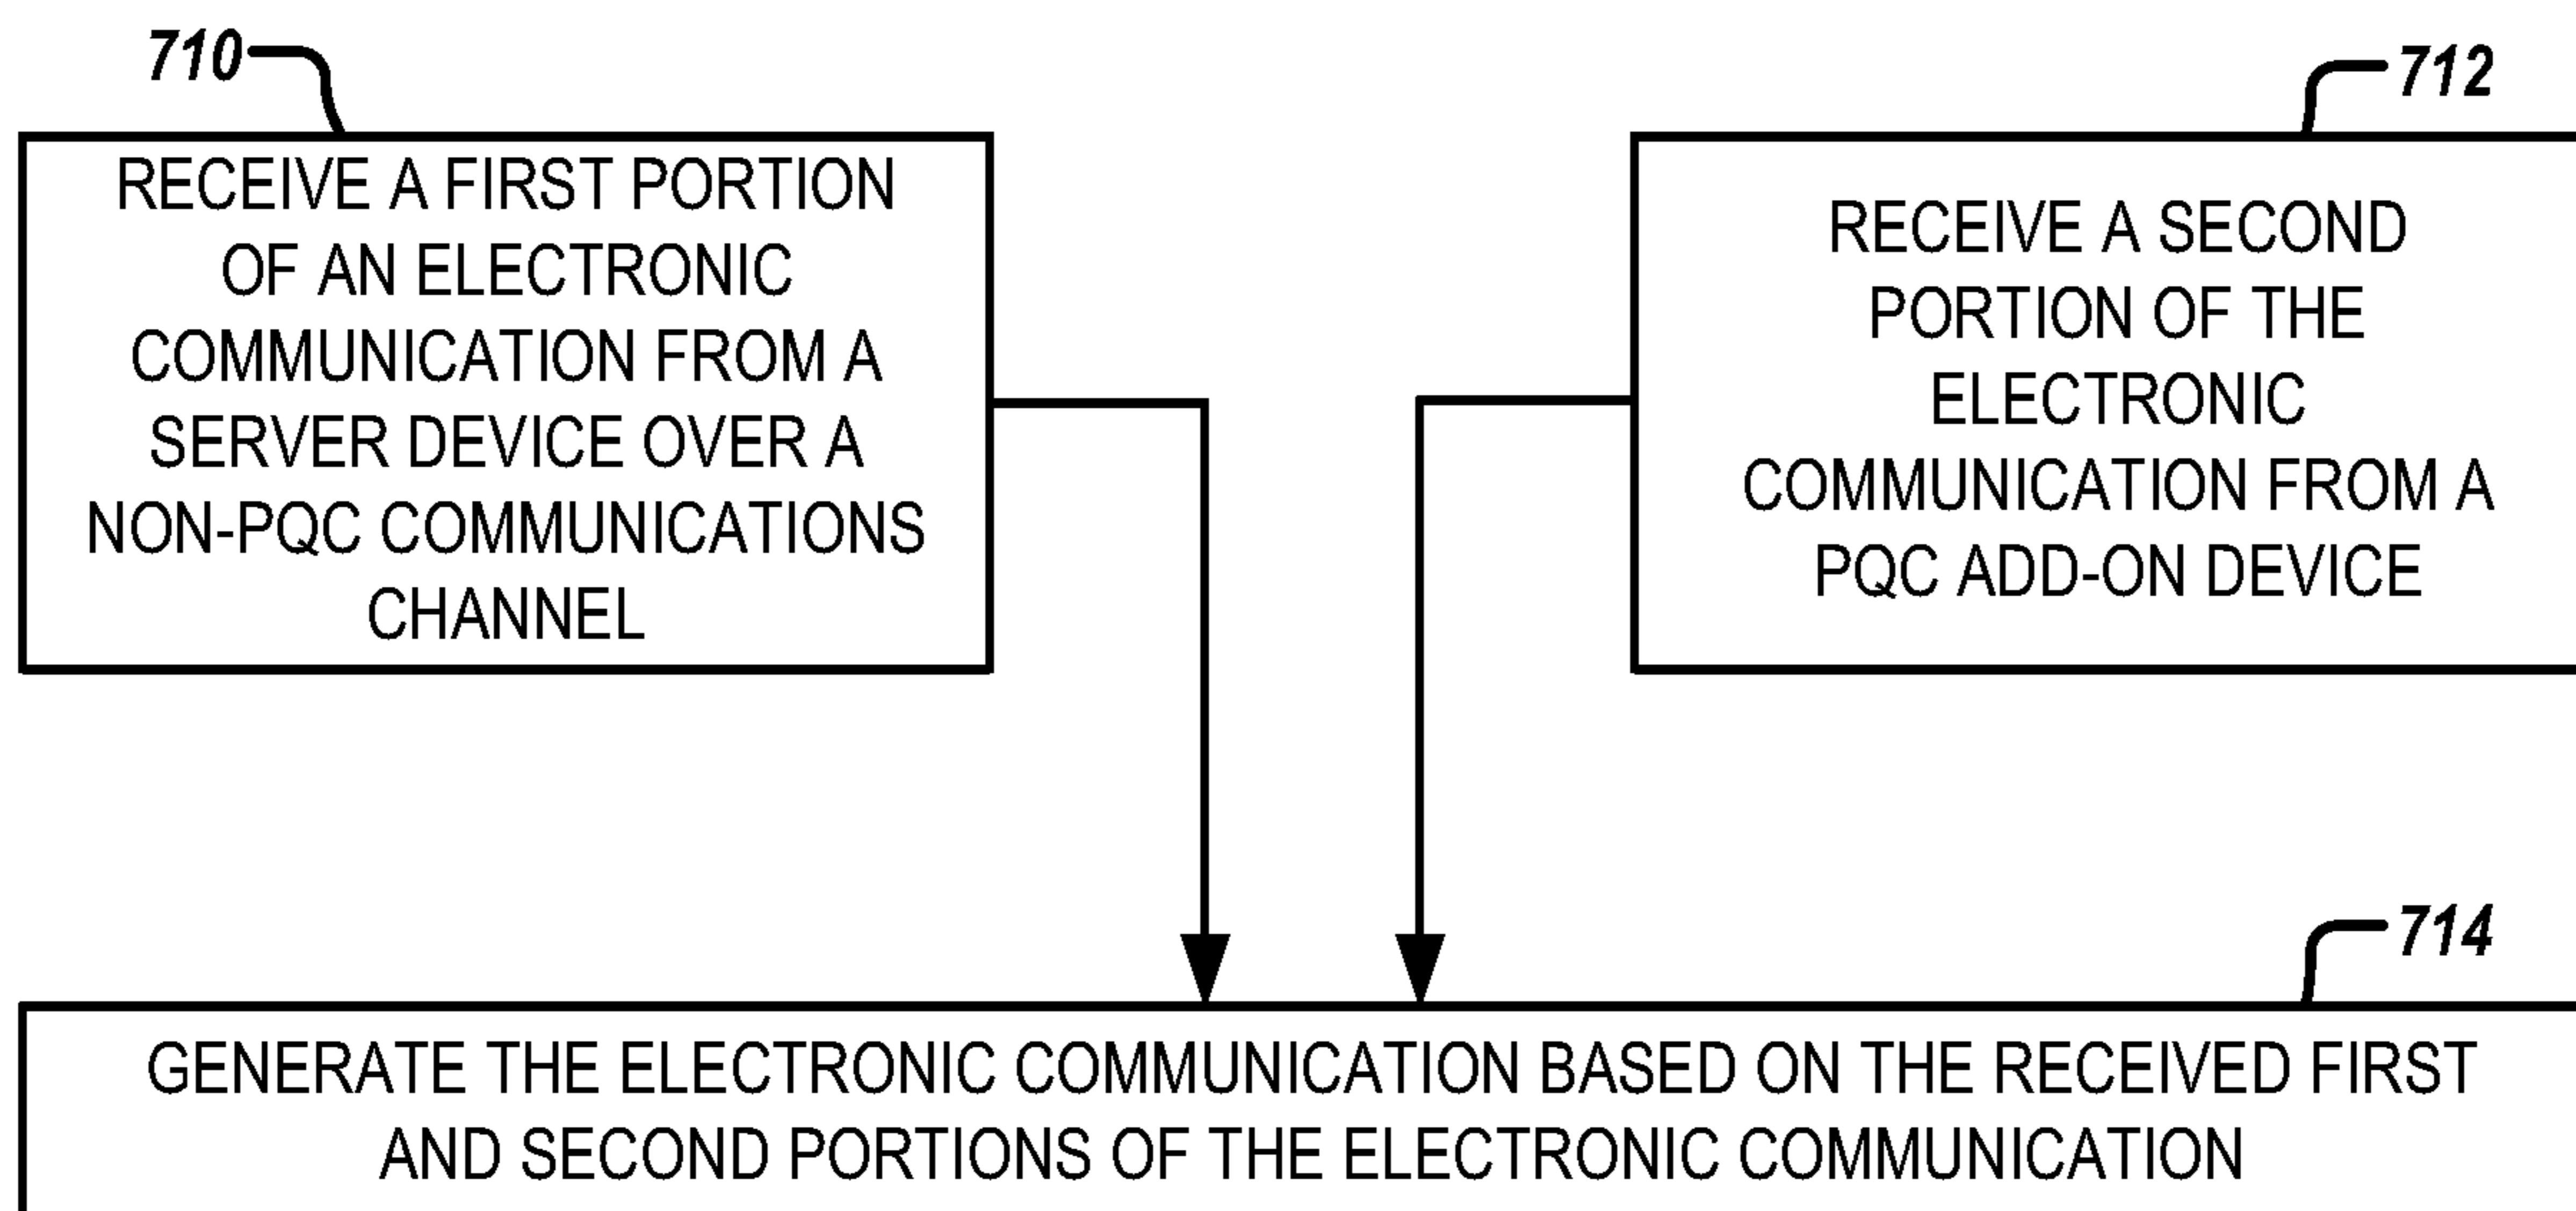 710
RECEIVE A FIRST PORTION
OF AN ELECTRONIC
COMMUNICATION FROM A
SERVER DEVICE OVER A
NON-PQC COMMUNICATIONS
CHANNEL
712
RECEIVE A SECOND
PORTION OF THE
ELECTRONIC
COMMUNICATION FROM A
PQC ADD-ON DEVICE
714
GENERATE THE ELECTRONIC COMMUNICATION BASED ON THE RECEIVED FIRST
AND SECOND PORTIONS OF THE ELECTRONIC COMMUNICATION